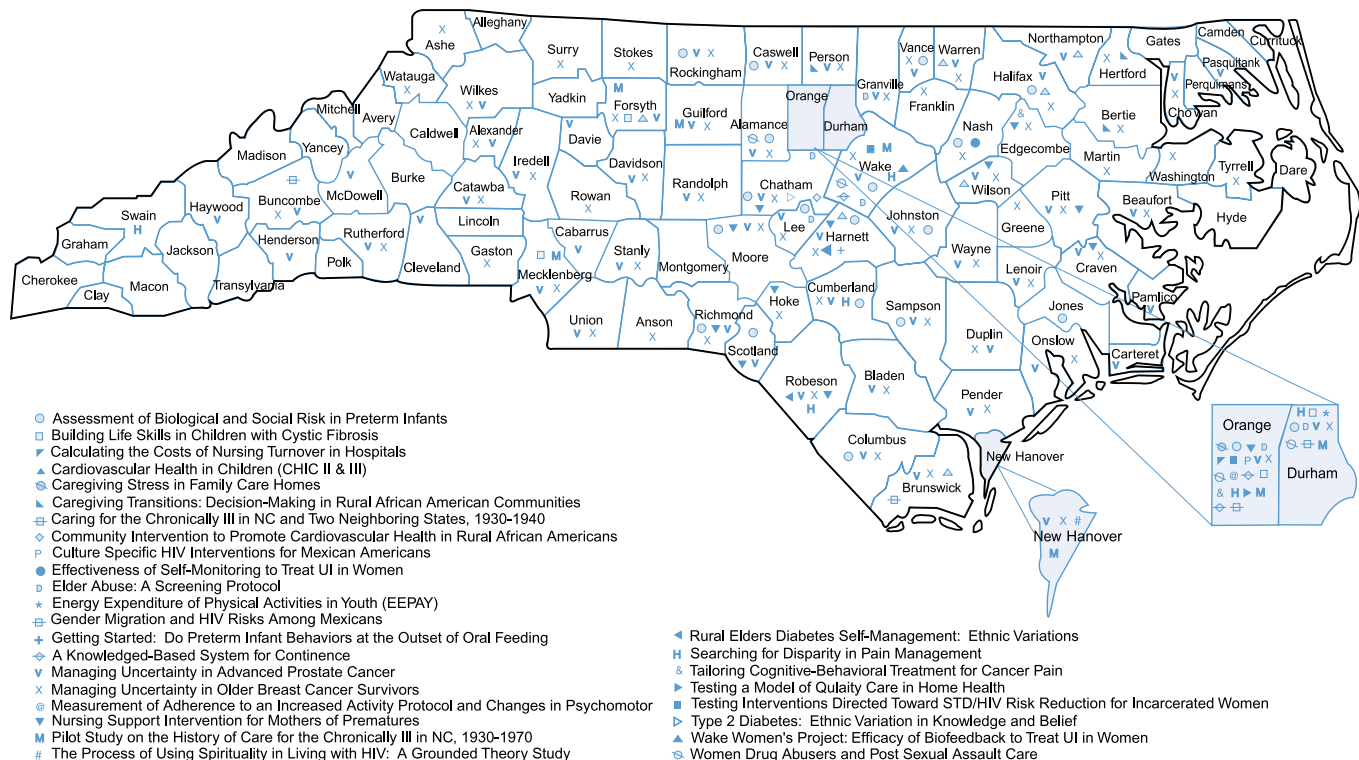 Alleghany
Ashe
Surry
Stokes
Rockingham
Caswell
Person
Vance
Warren
Northampton
Gates
Camden
Currituck
Pasquitank
Perquimans
Chowan
Hertford
Halifax
Granville
Franklin
Watauga
Wilkes
Yadkin
Forsyth
Guilford
Alamance
Orange
Durham
Nash
Edgecombe
Bertie
Martin
Washington
Tyrrell
Dare
Mitchell
Avery
Caldwell
Alexander
Iredell
Davie
Davidson
Randolph
Chatham
Wake
Wilson
Madison
Yancey
McDowell
Burke
Catawba
Rowan
Lincoln
Gaston
Swain
Haywood
Buncombe
Graham
Jackson
Henderson
Rutherford
Polk
Cleveland
Cherokee
Clay
Macon
Transylvania
Mecklenberg
Cabarrus
Stanly
Montgomery
Moore
Lee
Harnett
Johnston
Wayne
Greene
Pitt
Beaufort
Hyde
Lenoir
Craven
Pamlico
Jones
Carteret
Onslow
Duplin
Sampson
Cumberland
Hoke
Richmond
Scotland
Anson
Union
Robeson
Bladen
Pender
Columbus
Brunswick
New Hanover
Orange
Durham
New Hanover
Assessment of Biological and Social Risk in Preterm Infants
Building Life Skills in Children with Cystic Fibrosis
Calculating the Costs of Nursing Turnover in Hospitals
Cardiovascular Health in Children (CHIC II & III)
Caregiving Stress in Family Care Homes
Caregiving Transitions: Decision-Making in Rural African American Communities
Caring for the Chronically Ill in NC and Two Neighboring States, 1930-1940
Community Intervention to Promote Cardiovascular Health in Rural African Americans
P Culture Specific HIV Interventions for Mexican Americans
Effectiveness of Self-Monitoring to Treat UI in Women
D Elder Abuse: A Screening Protocol
* Energy Expenditure of Physical Activities in Youth (EEPAY)
Gender Migration and HIV Risks Among Mexicans
+ Getting Started: Do Preterm Infant Behaviors at the Outset of Oral Feeding
A Knowledged-Based System for Continence
V Managing Uncertainty in Advanced Prostate Cancer
X Managing Uncertainty in Older Breast Cancer Survivors
@ Measurement of Adherence to an Increased Activity Protocol and Changes in Psychomotor
Nursing Support Intervention for Mothers of Prematures
M Pilot Study on the History of Care for the Chronically Ill in NC, 1930-1970
# The Process of Using Spirituality in Living with HIV: A Grounded Theory Study
Rural Elders Diabetes Self-Management: Ethnic Variations
H Searching for Disparity in Pain Management
& Tailoring Cognitive-Behavioral Treatment for Cancer Pain
Testing a Model of Qulaity Care in Home Health
Testing Interventions Directed Toward STD/HIV Risk Reduction for Incarcerated Women
Type 2 Diabetes: Ethnic Variation in Knowledge and Belief
Wake Women's Project: Efficacy of Biofeedback to Treat UI in Women
Women Drug Abusers and Post Sexual Assault Care